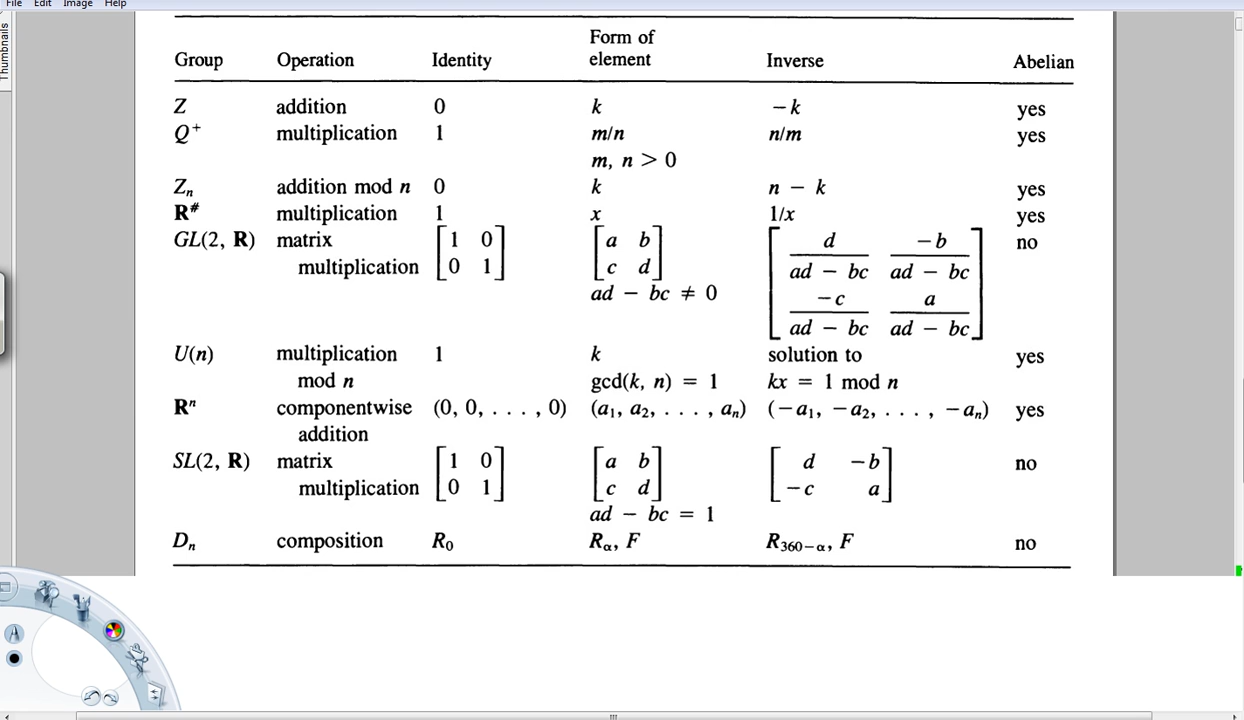 File Edit Image Help
Thumbnails
Group Operation Identity Form of element Inverse Abelian
Z addition 0 k −k yes
Q⁺ multiplication 1 m/n n/m yes
m, n > 0
Zₙ addition mod n 0 k n − k yes
R# multiplication 1 x 1/x yes
GL(2, R) matrix multiplication [1 0 0 1] [a b c d] ad − bc ≠ 0 [d/(ad − bc) −b/(ad − bc) −c/(ad − bc) a/(ad − bc)] no
U(n) multiplication 1 k solution to yes
mod n gcd(k, n) = 1 kx = 1 mod n
Rⁿ componentwise (0, 0, . . . , 0) (a₁, a₂, . . . , aₙ) (−a₁, −a₂, . . . , −aₙ) yes
addition
SL(2, R) matrix multiplication [1 0 0 1] [a b c d] ad − bc = 1 [d −b −c a] no
Dₙ composition R₀ Rα, F R₃₆₀₋α, F no